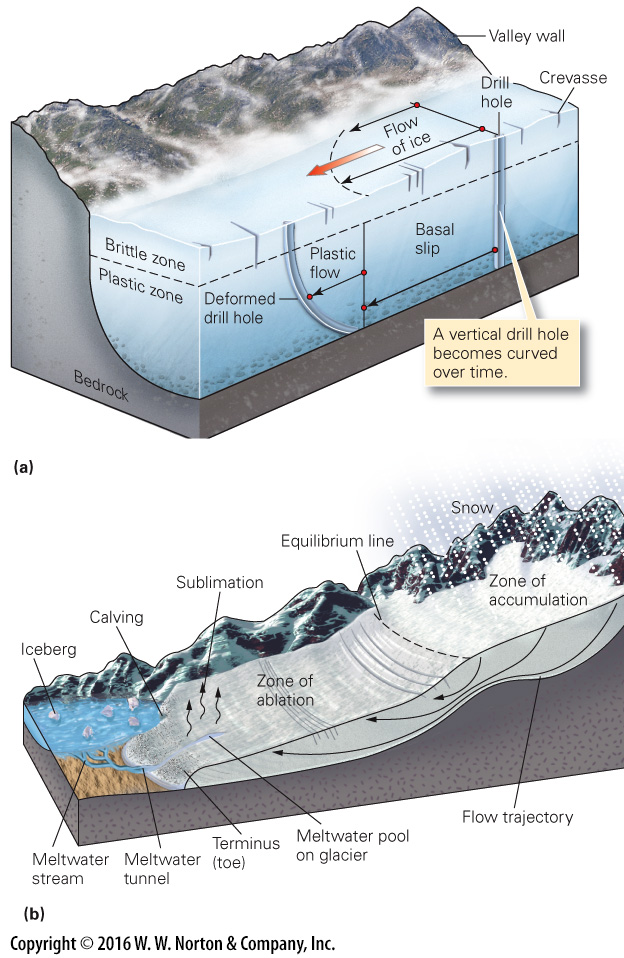 Valley wall
Drill
hole
Crevasse
Flow
of ice
Brittle zone
Plastic zone
Plastic
flow
Basal
slip
Deformed
drill hole
A vertical drill hole
becomes curved
over time.
Bedrock
(a)
Snow
Equilibrium line
Zone of
accumulation
Sublimation
Calving
Iceberg
Zone of
ablation
Flow trajectory
Meltwater
stream
Meltwater
tunnel
Terminus
(toe)
Meltwater pool
on glacier
(b)
Copyright © 2016 W. W. Norton & Company, Inc.